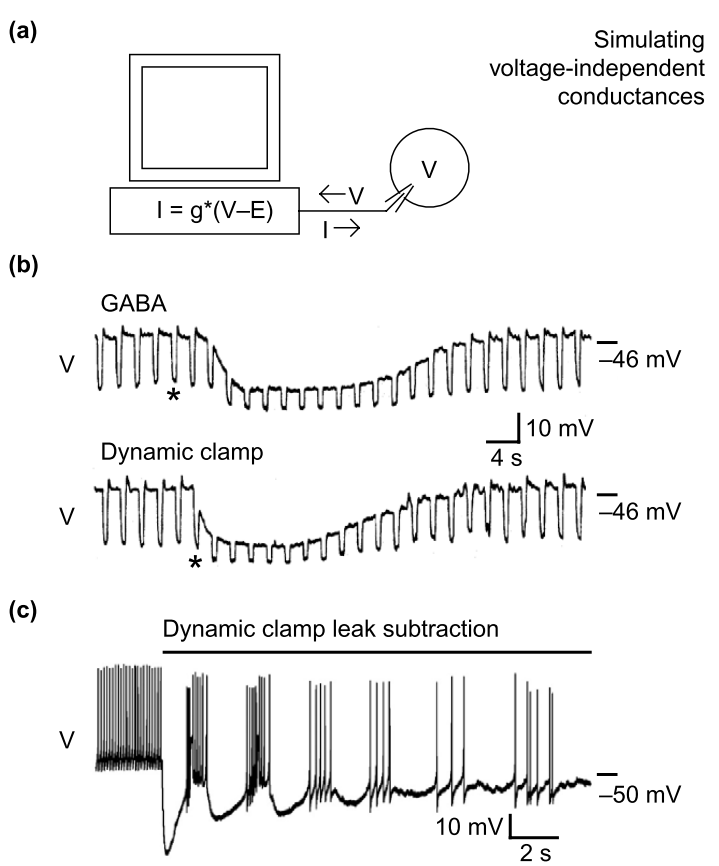 (a)
Simulating
voltage-independent
conductances
V
←V
I = g*(V–E)
I→
(b)
GABA
V
–46 mV
*
10 mV
4 s
Dynamic clamp
V
–46 mV
*
(c)
Dynamic clamp leak subtraction
V
–50 mV
10 mV
2 s